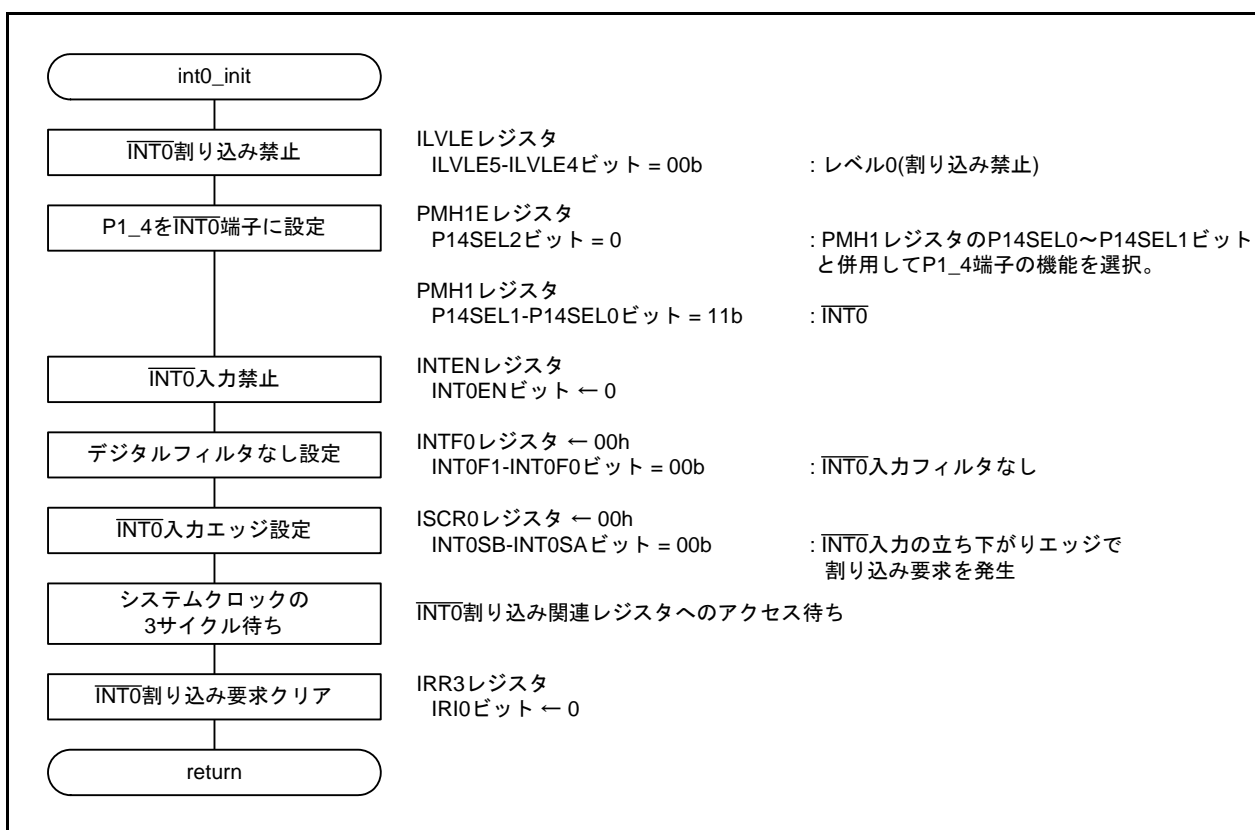 int0_init
INT0割り込み禁止
ILVLEレジスタ
ILVLE5-ILVLE4ビット = 00b : レベル0(割り込み禁止)
P1_4をINT0端子に設定
PMH1Eレジスタ
P14SEL2ビット = 0 : PMH1レジスタのP14SEL0～P14SEL1ビット
と併用してP1_4端子の機能を選択。
PMH1レジスタ
P14SEL1-P14SEL0ビット = 11b : INT0
INT0入力禁止
INTENレジスタ
INT0ENビット ← 0
デジタルフィルタなし設定
INTF0レジスタ ← 00h
INT0F1-INT0F0ビット = 00b : INT0入力フィルタなし
INT0入力エッジ設定
ISCR0レジスタ ← 00h
INT0SB-INT0SAビット = 00b : INT0入力の立ち下がりエッジで
割り込み要求を発生
システムクロックの
3サイクル待ち
INT0割り込み関連レジスタへのアクセス待ち
INT0割り込み要求クリア
IRR3レジスタ
IRI0ビット ← 0
return